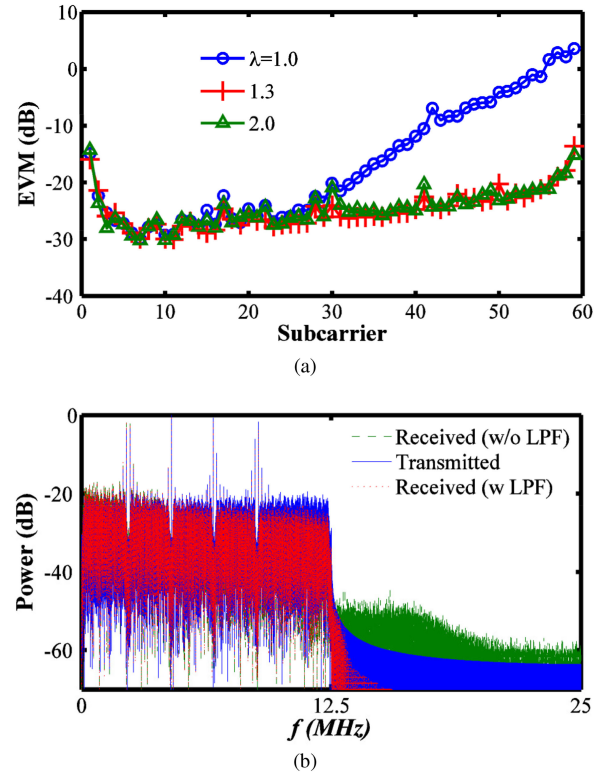 10
0
-10
-20
-30
-40
EVM (dB)
λ=1.0
1.3
2.0
0 10 20 30 40 50 60
Subcarrier
(a)
0
-20
-40
-60
Power (dB)
Received (w/o LPF)
Transmitted
Received (w LPF)
0 12.5 25
f (MHz)
(b)